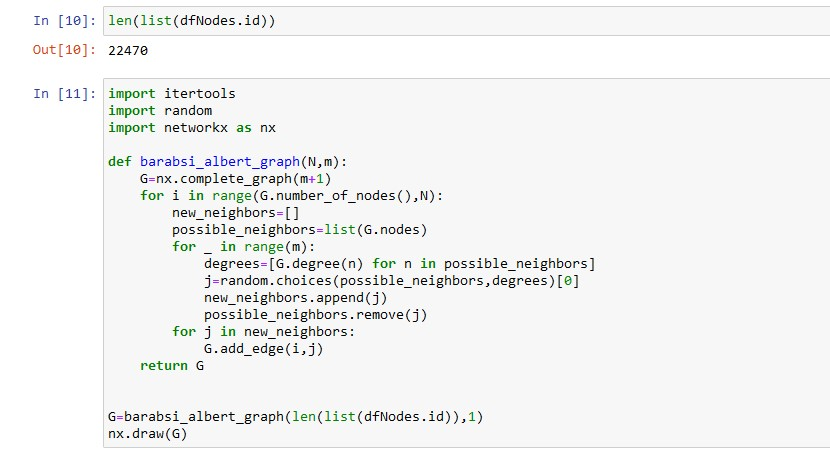 In [10]: len(list(dfNodes.id))
Out[10]: 22470
In [11]: import itertools
import random
import networkx as nx

def barabsi_albert_graph(N,m):
    G=nx.complete_graph(m+1)
    for i in range(G.number_of_nodes(),N):
        new_neighbors=[]
        possible_neighbors=list(G.nodes)
        for _ in range(m):
            degrees=[G.degree(n) for n in possible_neighbors]
            j=random.choices(possible_neighbors,degrees)[0]
            new_neighbors.append(j)
            possible_neighbors.remove(j)
        for j in new_neighbors:
            G.add_edge(i,j)
    return G

G=barabsi_albert_graph(len(list(dfNodes.id)),1)
nx.draw(G)